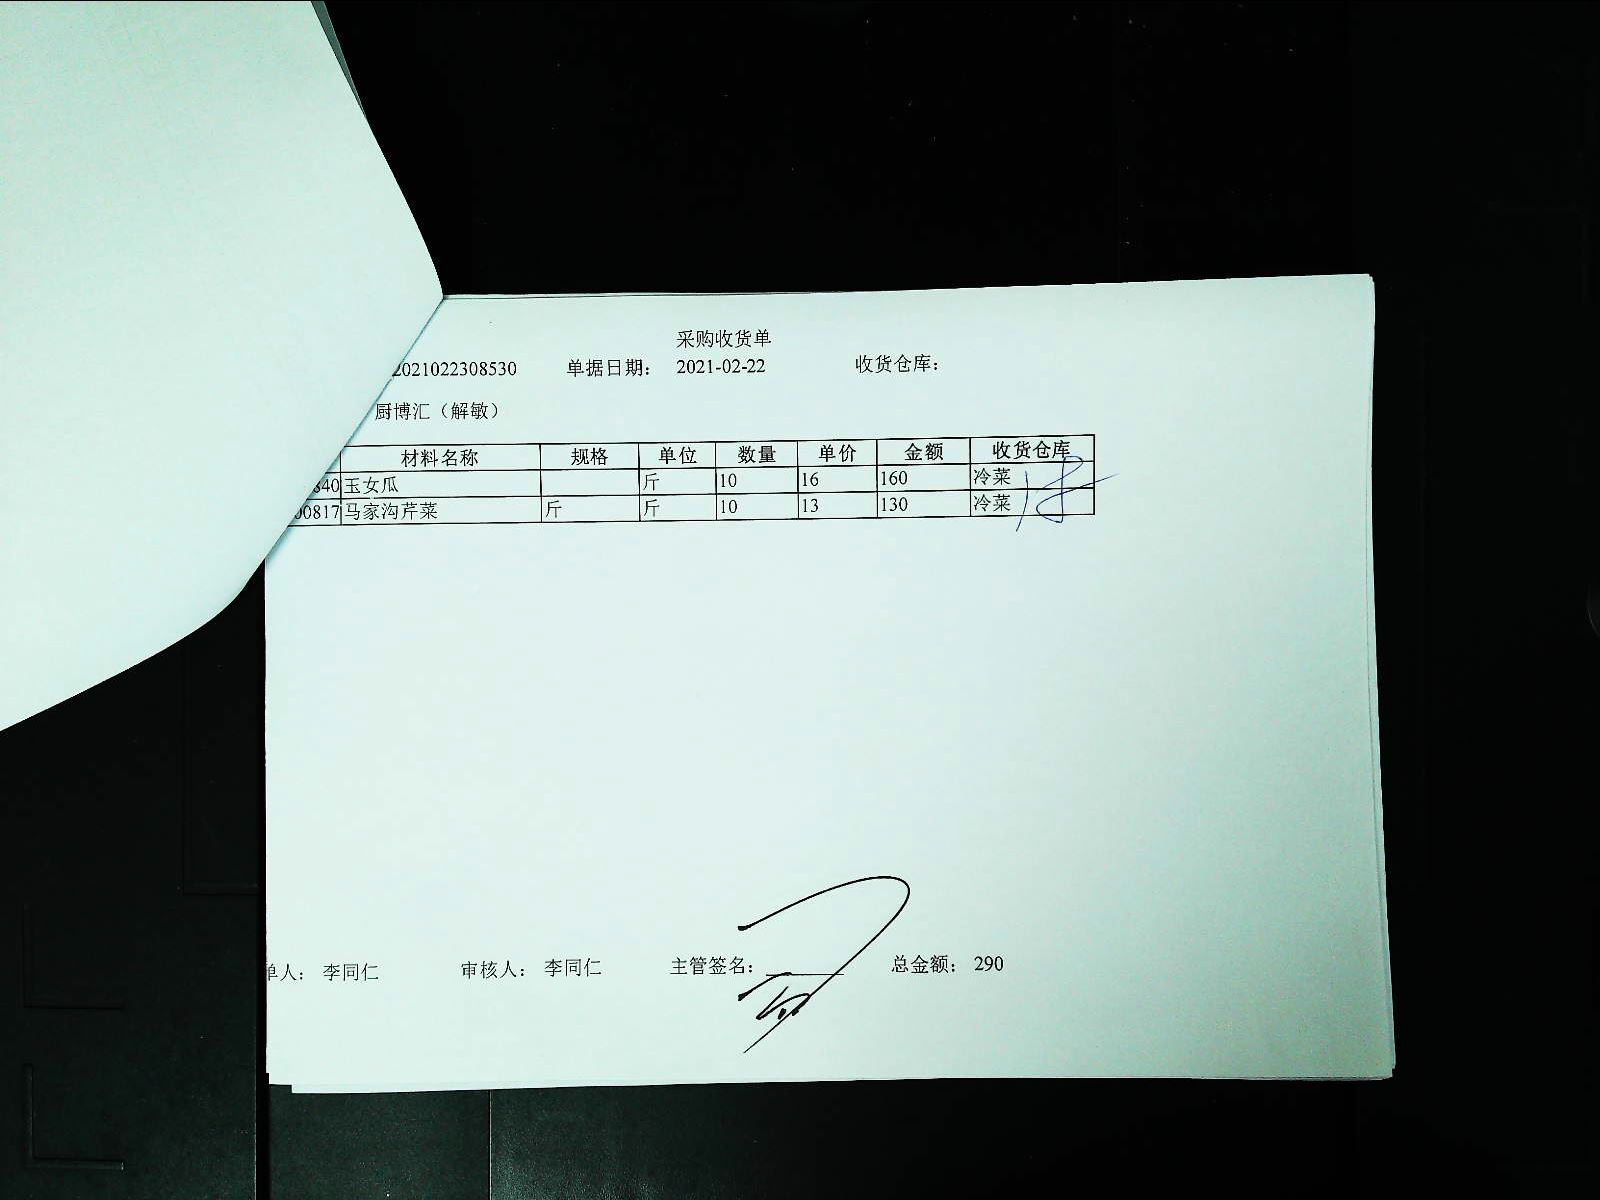 采购收货单
2021022308530 单据日期： 2021-02-22 收货仓库：
厨博汇（解敏）
材料名称 规格 单位 数量 单价 金额 收货仓库
840 玉女瓜 斤 10 16 160 冷菜
00817 马家沟芹菜 斤 斤 10 13 130 冷菜
单人： 李同仁 审核人： 李同仁 主管签名： 总金额： 290